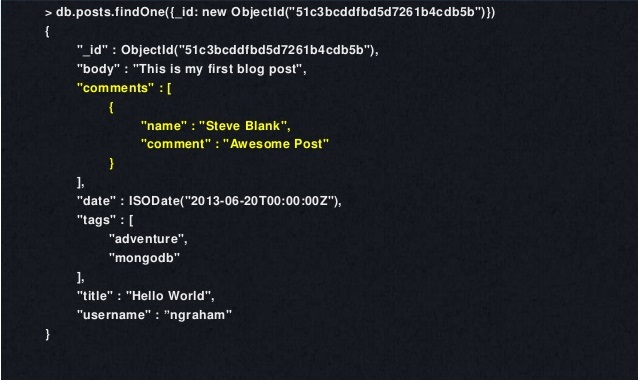 > db.posts.findOne({_id: new ObjectId("51c3bcddfbd5d7261b4cdb5b")})
{
"_id" : ObjectId("51c3bcddfbd5d7261b4cdb5b"),
"body" : "This is my first blog post",
"comments" : [
{
"name" : "Steve Blank",
"comment" : "Awesome Post"
}
],
"date" : ISODate("2013-06-20T00:00:00Z"),
"tags" : [
"adventure",
"mongodb"
],
"title" : "Hello World",
"username" : ”ngraham"
}